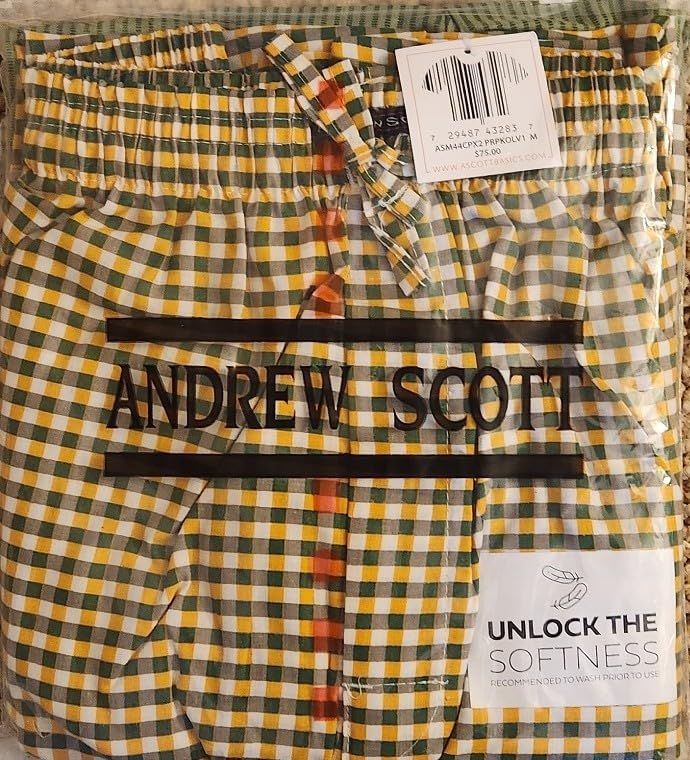 7 29487 43283 7
ASM44CPX2 PRPKOLV1 M
$75.00
WWW.ASCOTTBASICS.COM
ANDREW SCOTT
UNLOCK THE
SOFTNESS
RECOMMENDED TO WASH PRIOR TO USE